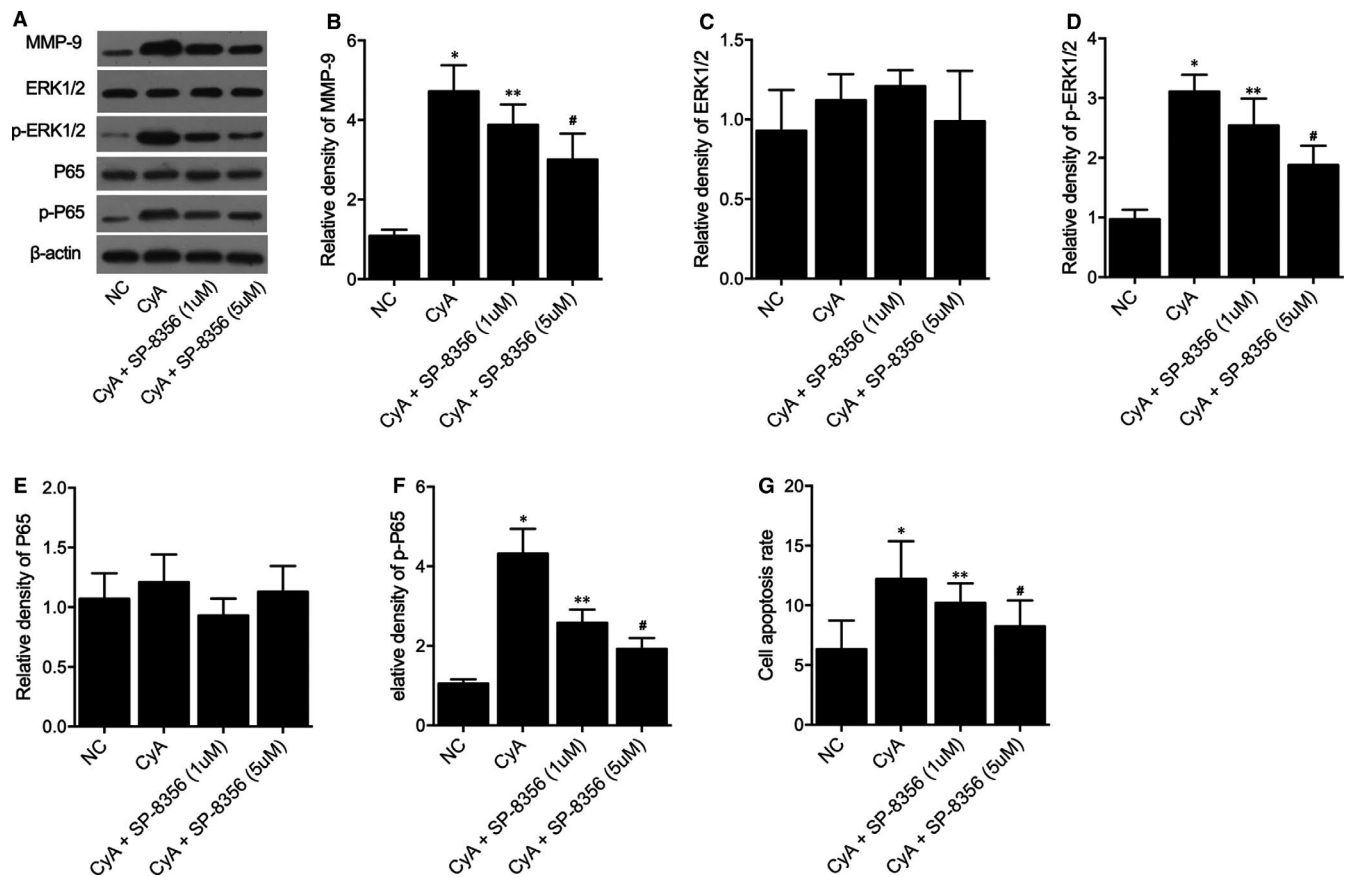 A
MMP-9
ERK1/2
p-ERK1/2
P65
p-P65
β-actin
NC
CyA
CyA + SP-8356 (1uM)
CyA + SP-8356 (5uM)
B
Relative density of MMP-9
6
4
2
0
*
**
#
NC
CyA
CyA + SP-8356 (1uM)
CyA + SP-8356 (5uM)
C
Relative density of ERK1/2
1.5
1.0
0.5
0.0
NC
CyA
CyA + SP-8356 (1uM)
CyA + SP-8356 (5uM)
D
Relative density of p-ERK1/2
4
3
2
1
0
*
**
#
NC
CyA
CyA + SP-8356 (1uM)
CyA + SP-8356 (5uM)
E
Relative density of P65
2.0
1.5
1.0
0.5
0.0
NC
CyA
CyA + SP-8356 (1uM)
CyA + SP-8356 (5uM)
F
elative density of p-P65
6
4
2
0
*
**
#
NC
CyA
CyA + SP-8356 (1uM)
CyA + SP-8356 (5uM)
G
Cell apoptosis rate
20
15
10
5
0
*
**
#
NC
CyA
CyA + SP-8356 (1uM)
CyA + SP-8356 (5uM)